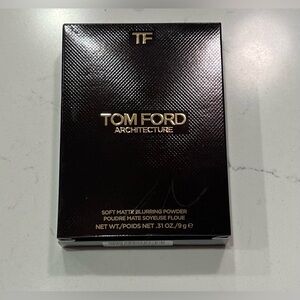 TF
TOM FORD
ARCHITECTURE
SOFT MATTE BLURRING POWDER
POUDRE MATE SOYEUSE FLOUE
NET WT./POIDS NET .31 OZ./9 g e